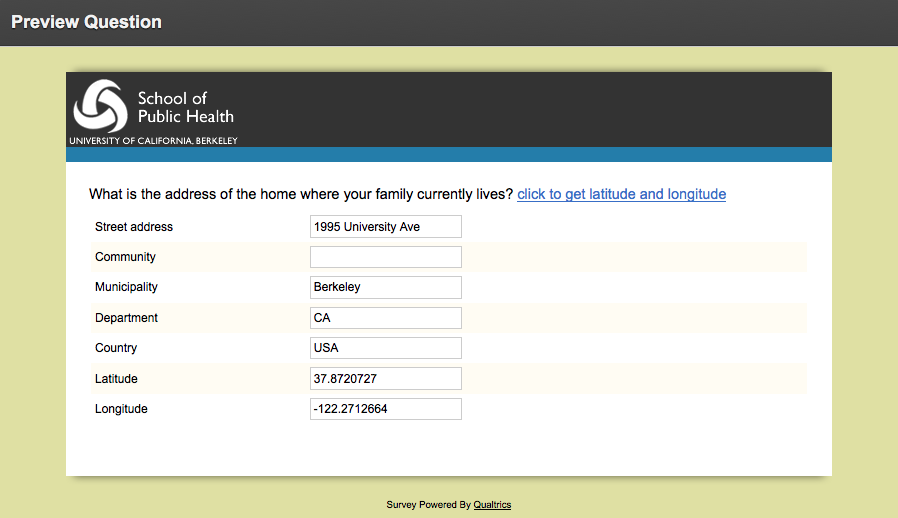 Preview Question
School of
Public Health
UNIVERSITY OF CALIFORNIA, BERKELEY
What is the address of the home where your family currently lives? click to get latitude and longitude
Street address 1995 University Ave
Community
Municipality Berkeley
Department CA
Country USA
Latitude 37.8720727
Longitude -122.2712664
Survey Powered By Qualtrics